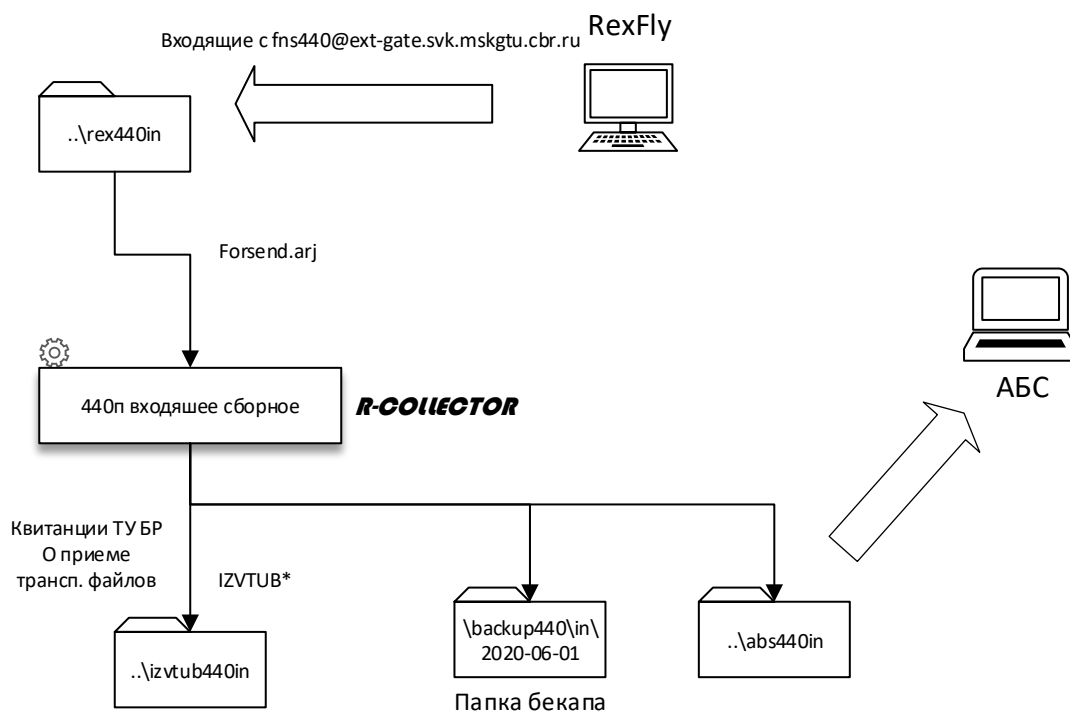 RexFly
Входящие с fns440@ext-gate.svk.mskgtu.cbr.ru
..\rex440in
Forsend.arj
440п входяшее сборное
R-COLLECTOR
АБС
Квитанции ТУ БР
О приеме
трансп. файлов
IZVTUB*
..\izvtub440in
\backup440\in\
2020-06-01
Папка бекапа
..\abs440in